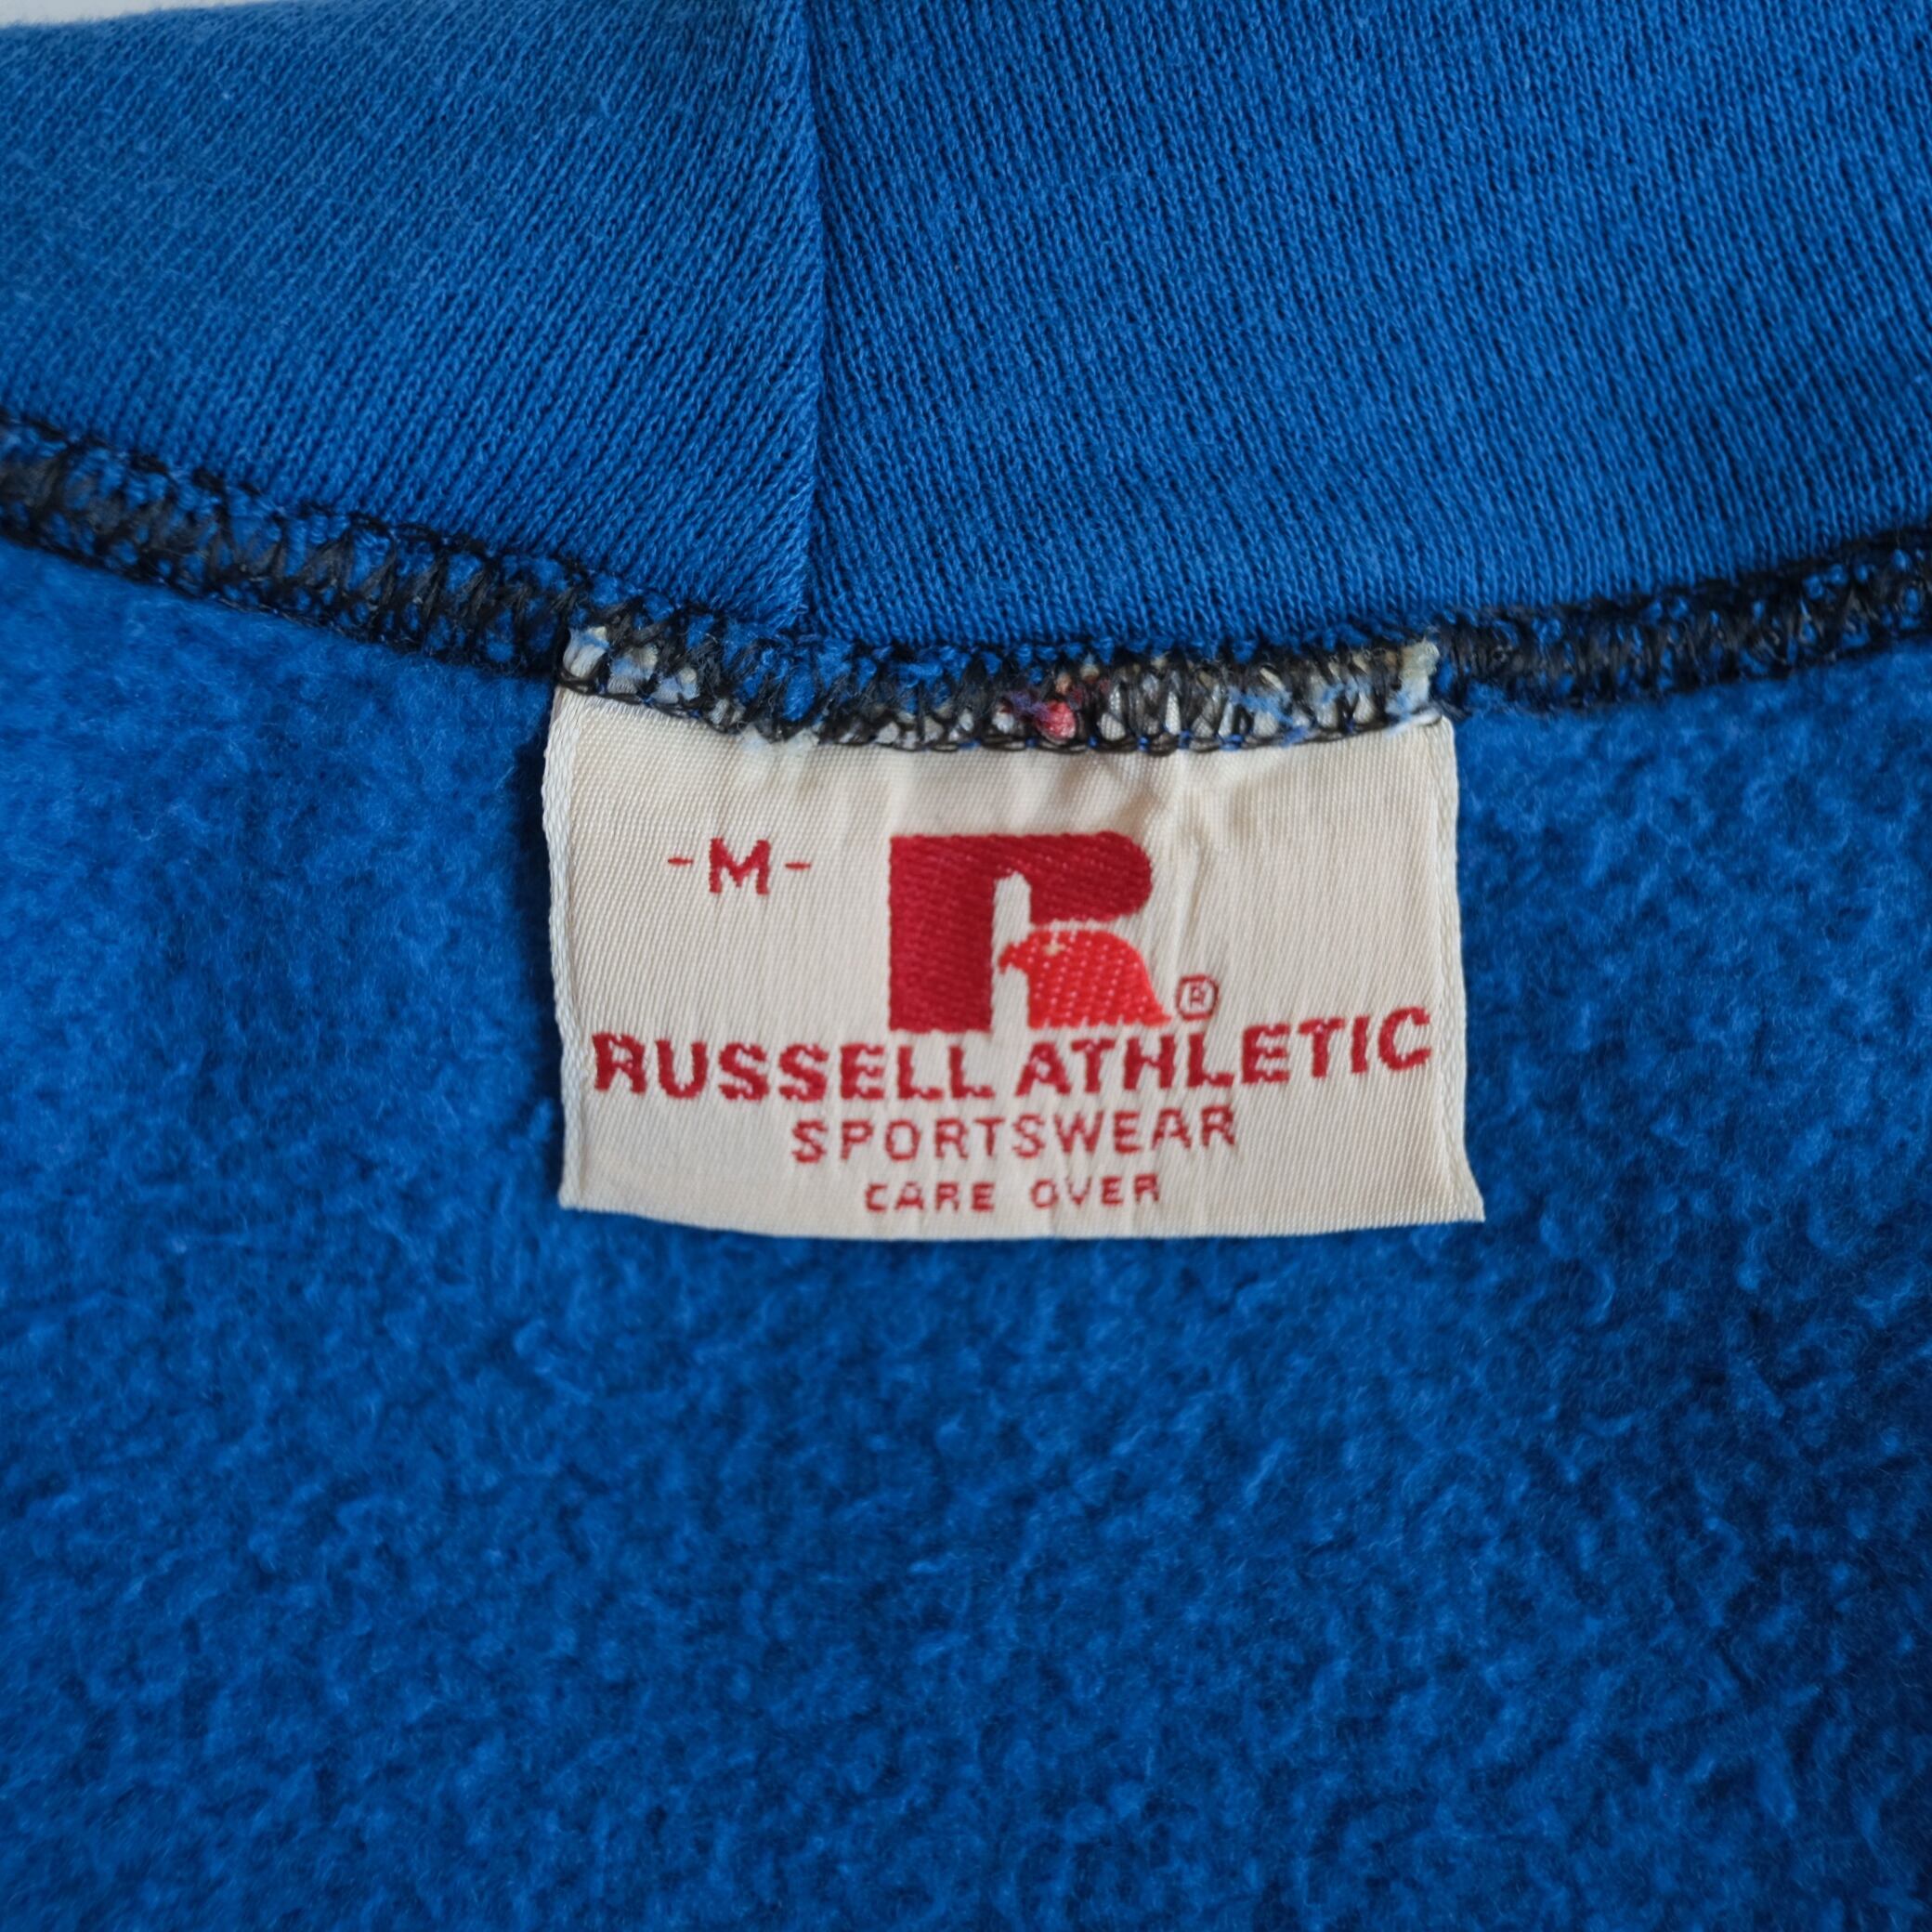 -M-
R®
RUSSELL ATHLETIC
SPORTSWEAR
CARE OVER